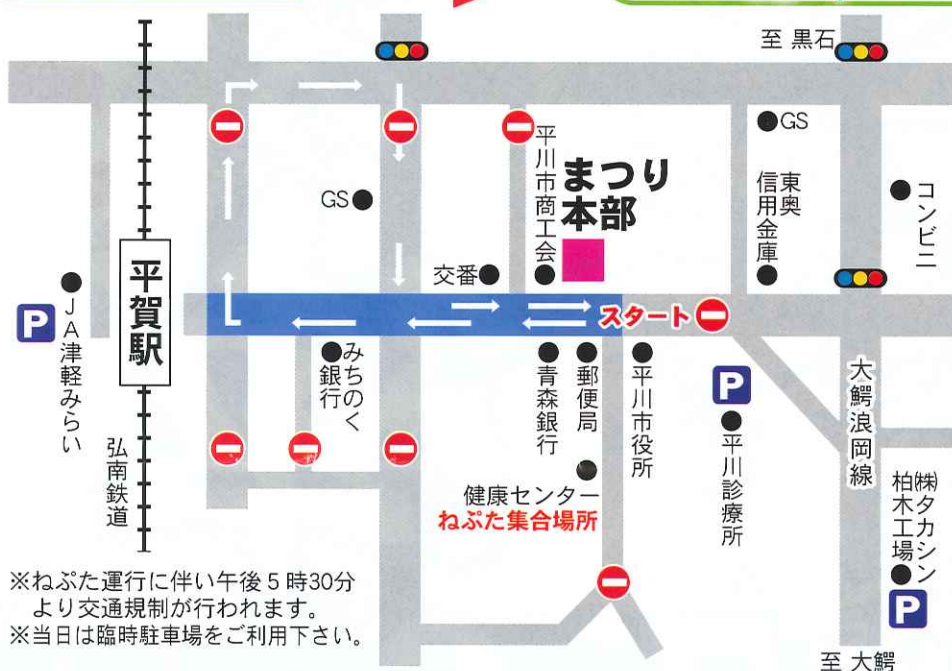 至 黒石
GS
平川市商工会
まつり
本部
GS
東奥
信用金庫
コンビニ
交番
平賀駅
P
JA津軽みらい
スタート
みちのく
銀行
青森銀行
郵便局
平川市役所
P
平川診療所
大鰐浪岡線
弘南鉄道
健康センター
ねぷた集合場所
㈱タカシン
柏木工場
P
※ねぷた運行に伴い午後5時30分
より交通規制が行われます。
※当日は臨時駐車場をご利用下さい。
至 大鰐